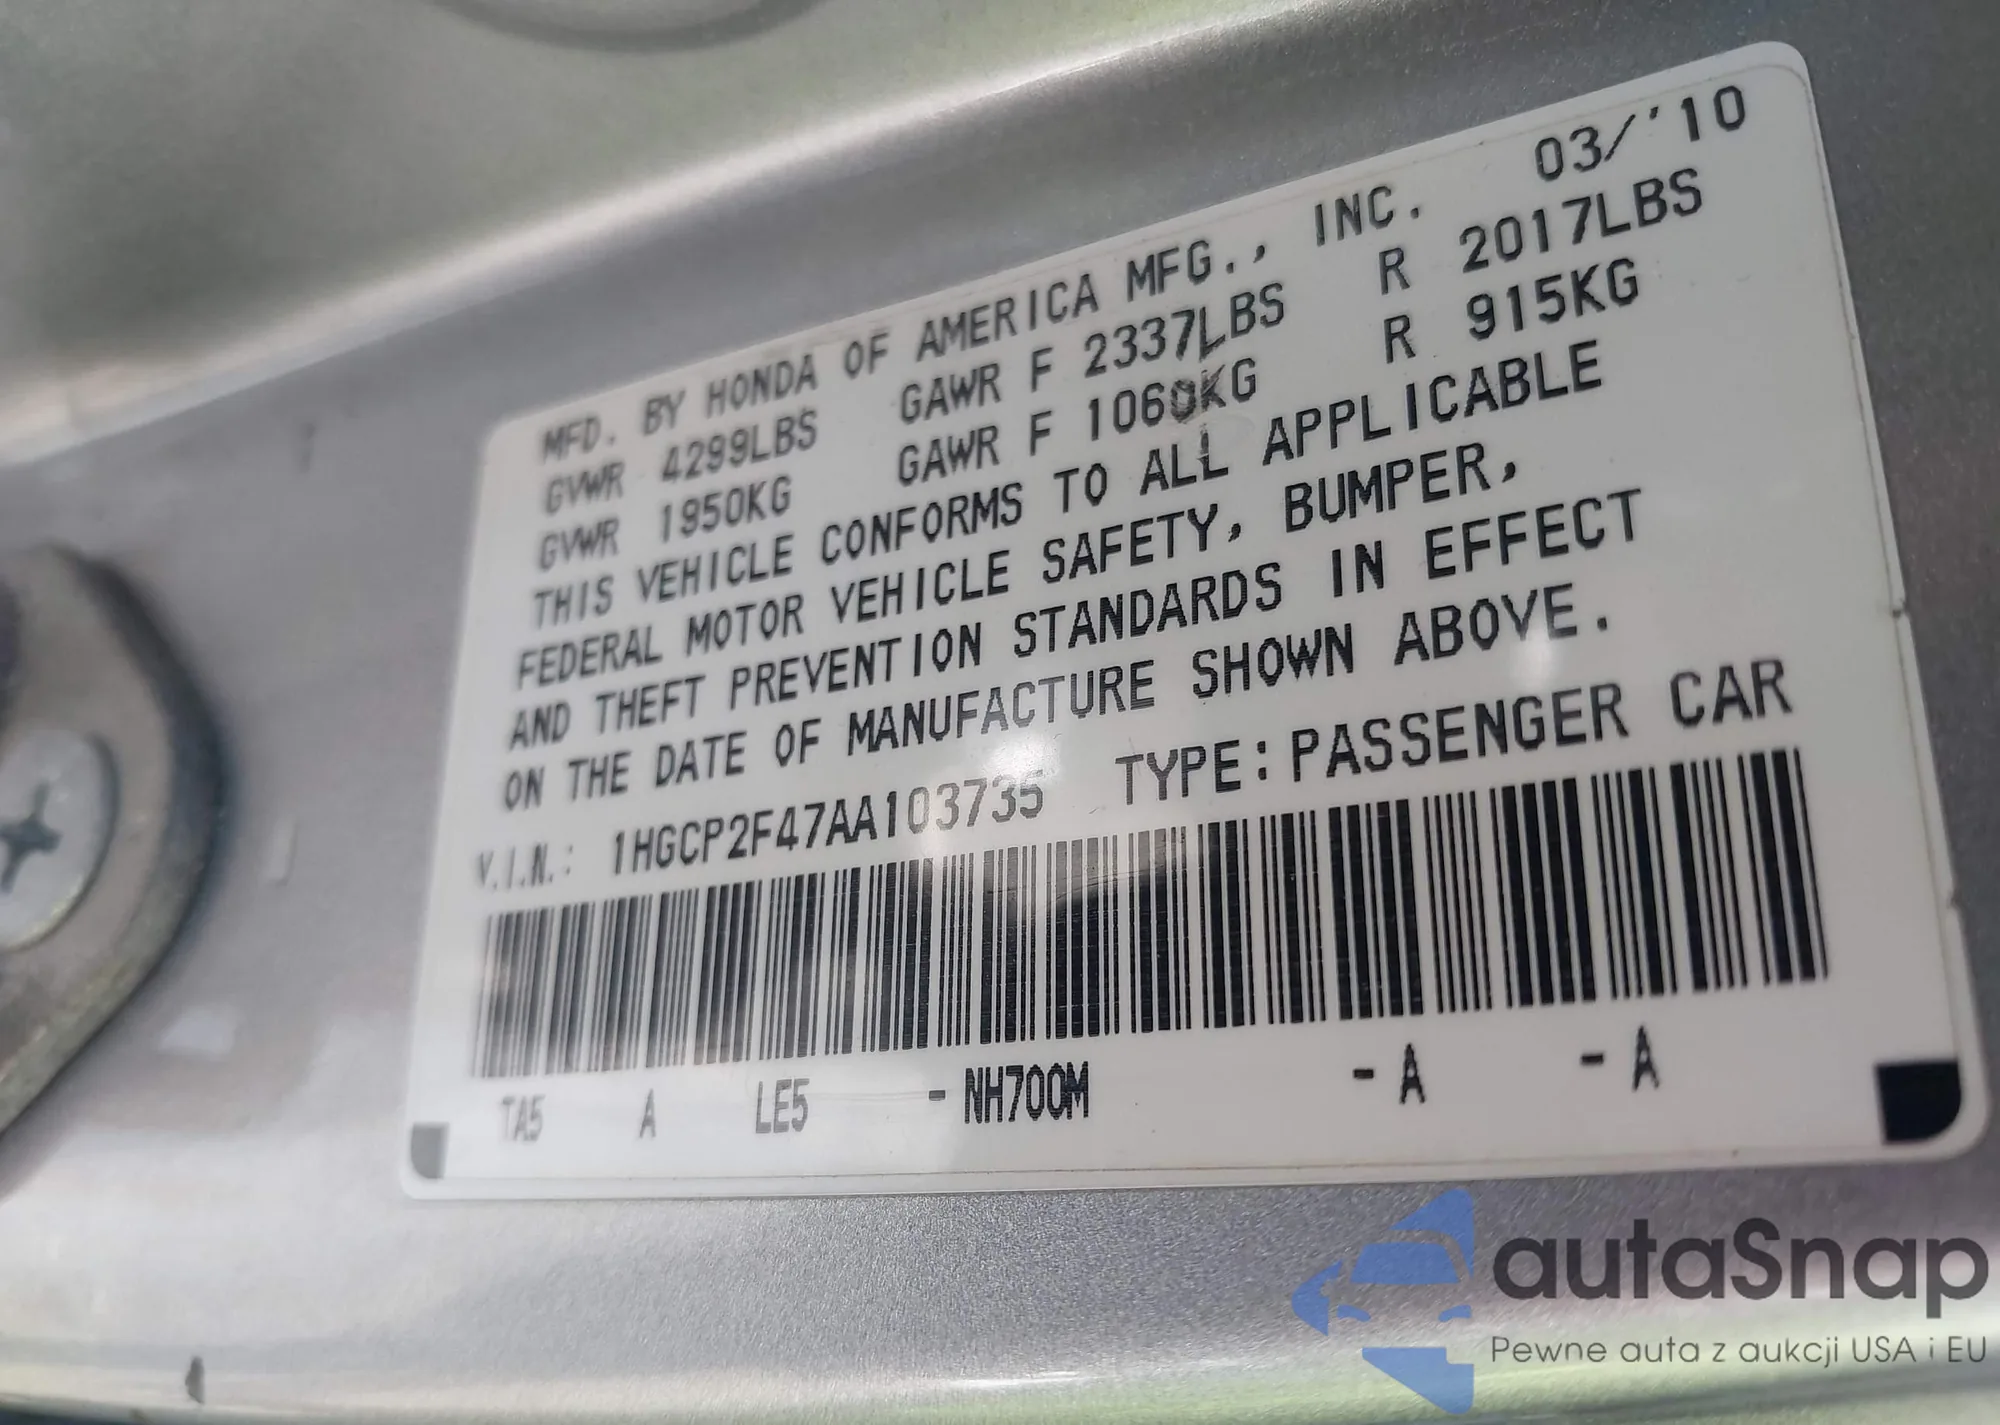 MFD. BY HONDA OF AMERICA MFG., INC. 03/'10
GVWR 4299LBS GAWR F 2337LBS R 2017LBS
GVWR 1950KG GAWR F 1060KG R 915KG
THIS VEHICLE CONFORMS TO ALL APPLICABLE
FEDERAL MOTOR VEHICLE SAFETY, BUMPER,
AND THEFT PREVENTION STANDARDS IN EFFECT
ON THE DATE OF MANUFACTURE SHOWN ABOVE.
V.I.N.: 1HGCP2F47AA103735 TYPE: PASSENGER CAR
TA5 A LE5 - NH700M - A - A
autaSnap
Pewne auta z aukcji USA i EU